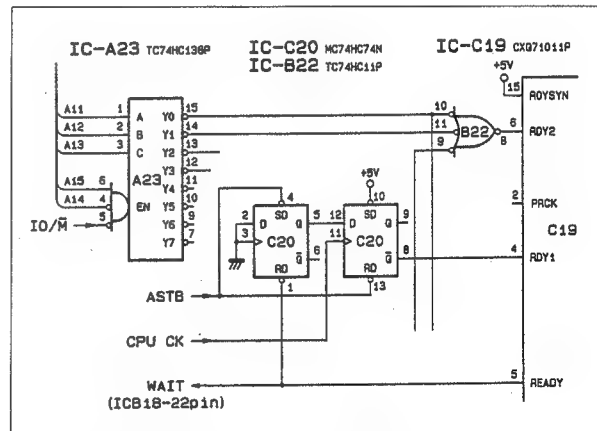 IC-A23 TC74HC138P
IC-C20 MC74HC74N
IC-B22 TC74HC11P
IC-C19 CXQ71011P
+5V
15
RDYSYN
A11 1 A Y0 15
A12 2 B Y1 14
A13 3 C Y2 13
Y3 12
A15 6 A23 Y4 11
A14 4 EN Y5 10
IO/M̅ 5 Y6 9
Y7 7
10
11 B22 8 6 RDY2
9
+5V
4 10
SD SD
2 D Q 5 12 D Q 9
3 C20 11 C20
Q̅ 6 Q̅ 8
RD RD
1 13
2 PRCK
C19
4 RDY1
ASTB
CPU CK
WAIT 5 READY
(ICB18-22pin)